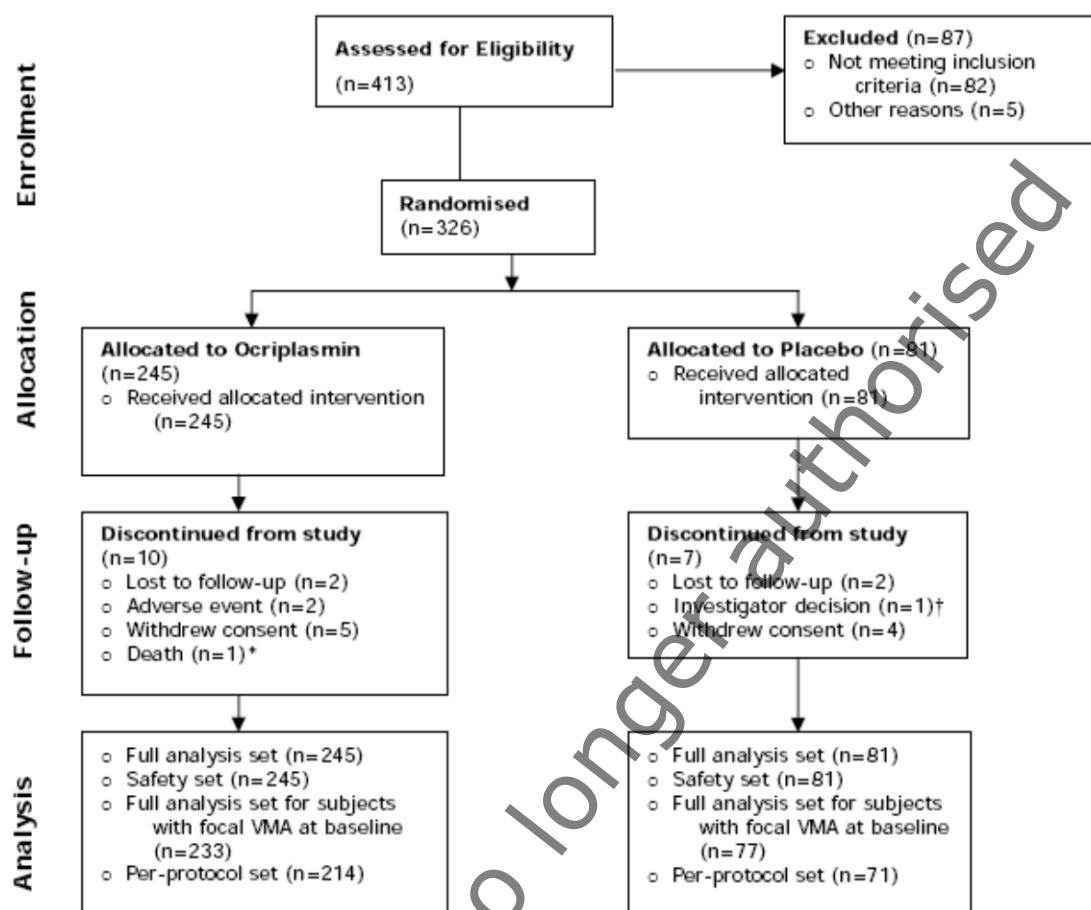 Enrolment
Assessed for Eligibility
(n=413)
Excluded (n=87)
o Not meeting inclusion
criteria (n=82)
o Other reasons (n=5)
Randomised
(n=326)
Allocation
Allocated to Ocriplasmin
(n=245)
o Received allocated intervention
(n=245)
Allocated to Placebo (n=81)
o Received allocated
intervention (n=81)
Follow-up
Discontinued from study
(n=10)
o Lost to follow-up (n=2)
o Adverse event (n=2)
o Withdrew consent (n=5)
o Death (n=1)*
Discontinued from study
(n=7)
o Lost to follow-up (n=2)
o Investigator decision (n=1)†
o Withdrew consent (n=4)
Analysis
o Full analysis set (n=245)
o Safety set (n=245)
o Full analysis set for subjects
with focal VMA at baseline
(n=233)
o Per-protocol set (n=214)
o Full analysis set (n=81)
o Safety set (n=81)
o Full analysis set for subjects
with focal VMA at baseline
(n=77)
o Per-protocol set (n=71)
o longer authorised